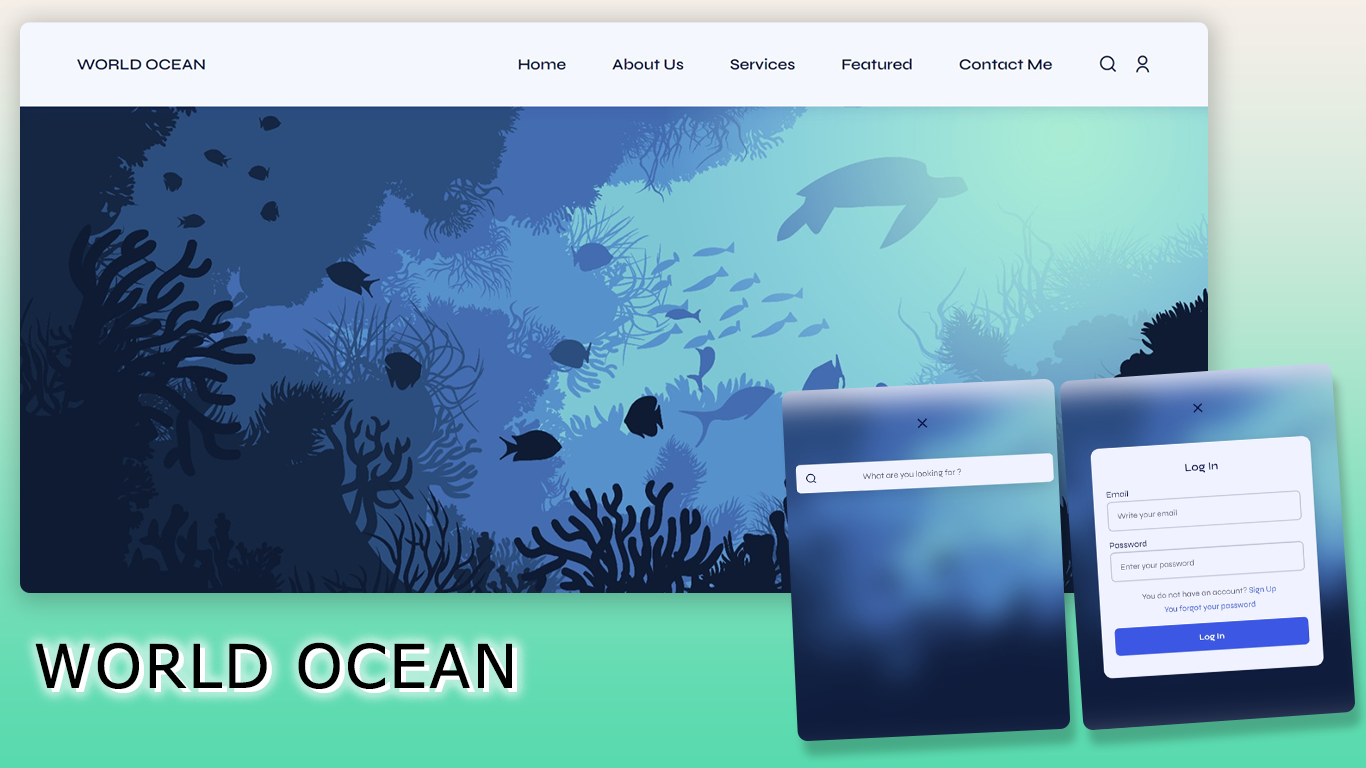 WORLD OCEAN
Home About Us Services Featured Contact Me
What are you looking for ?
Log In
Email
Write your email
Password
Enter your password
You do not have an account? Sign Up
You forgot your password
Log In
WORLD OCEAN